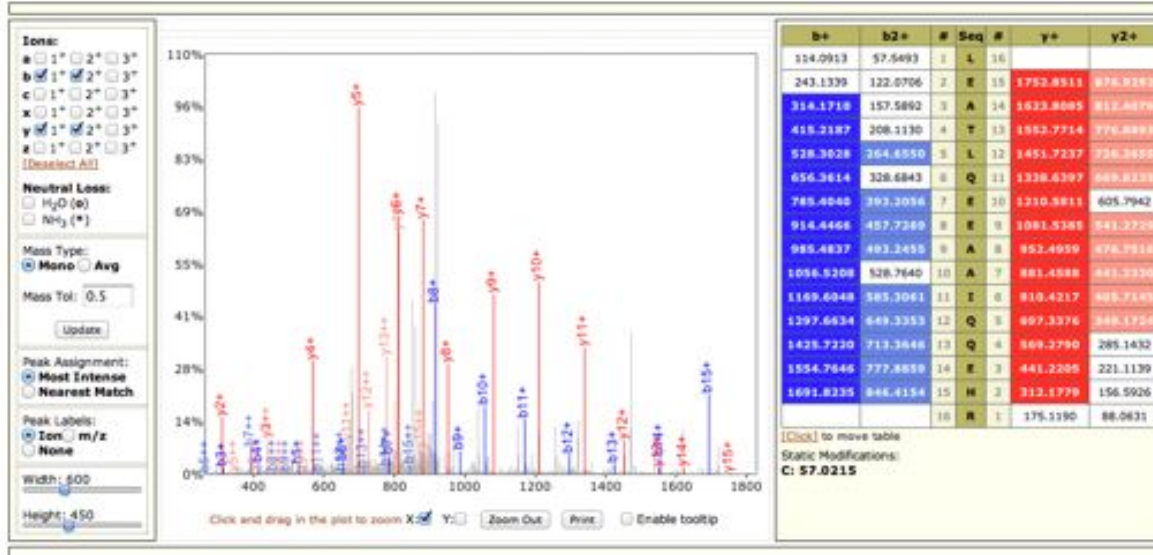 Ions:
a 1+ 2+ 3+
b 1+ 2+ 3+
c 1+ 2+ 3+
x 1+ 2+ 3+
y 1+ 2+ 3+
z 1+ 2+ 3+
[Deselect All]
Neutral Loss:
H2O (o)
NH3 (*)
Mass Type:
Mono Avg
Mass Tol: 0.5
Update
Peak Assignment:
Most Intense
Nearest Match
Peak Labels:
Ion m/z
None
Width: 600
Height: 450
110%
96%
83%
69%
55%
41%
28%
14%
0%
y5+
y6+
y7+
b8+
y9+
y10+
y4+
y8+
y11+
y2+
b10+
b11+
b15+
b9+
b12+
b13+
y12+
y14+
y15+
400 600 800 1000 1200 1400 1600 1800
Click and drag in the plot to zoom X: Y: Zoom Out Print Enable tooltip
b+ b2+ # Seq # y+ y2+
114.0913 57.5493 1 L 16
243.1339 122.0706 2 E 15 1752.8511
314.1710 157.5892 3 A 14 1623.8085
415.2187 208.1130 4 T 13 1552.7714
528.3028 264.6550 5 L 12 1451.7237
656.3614 328.6843 6 Q 11 1338.6397
785.4040 393.2056 7 E 10 1210.5811 605.7942
914.4466 457.7269 8 E 9 1081.5385
985.4837 493.2455 9 A 8 952.4959
1056.5208 528.7640 10 A 7 881.4588
1169.6048 585.3061 11 I 6 810.4217
1297.6634 649.3353 12 Q 5 697.3376
1425.7220 713.3646 13 Q 4 569.2790 285.1432
1554.7646 777.8859 14 E 3 441.2205 221.1139
1691.8235 846.4154 15 H 2 312.1779 156.5926
16 R 1 175.1190 88.0631
[Click] to move table
Static Modifications:
C: 57.0215